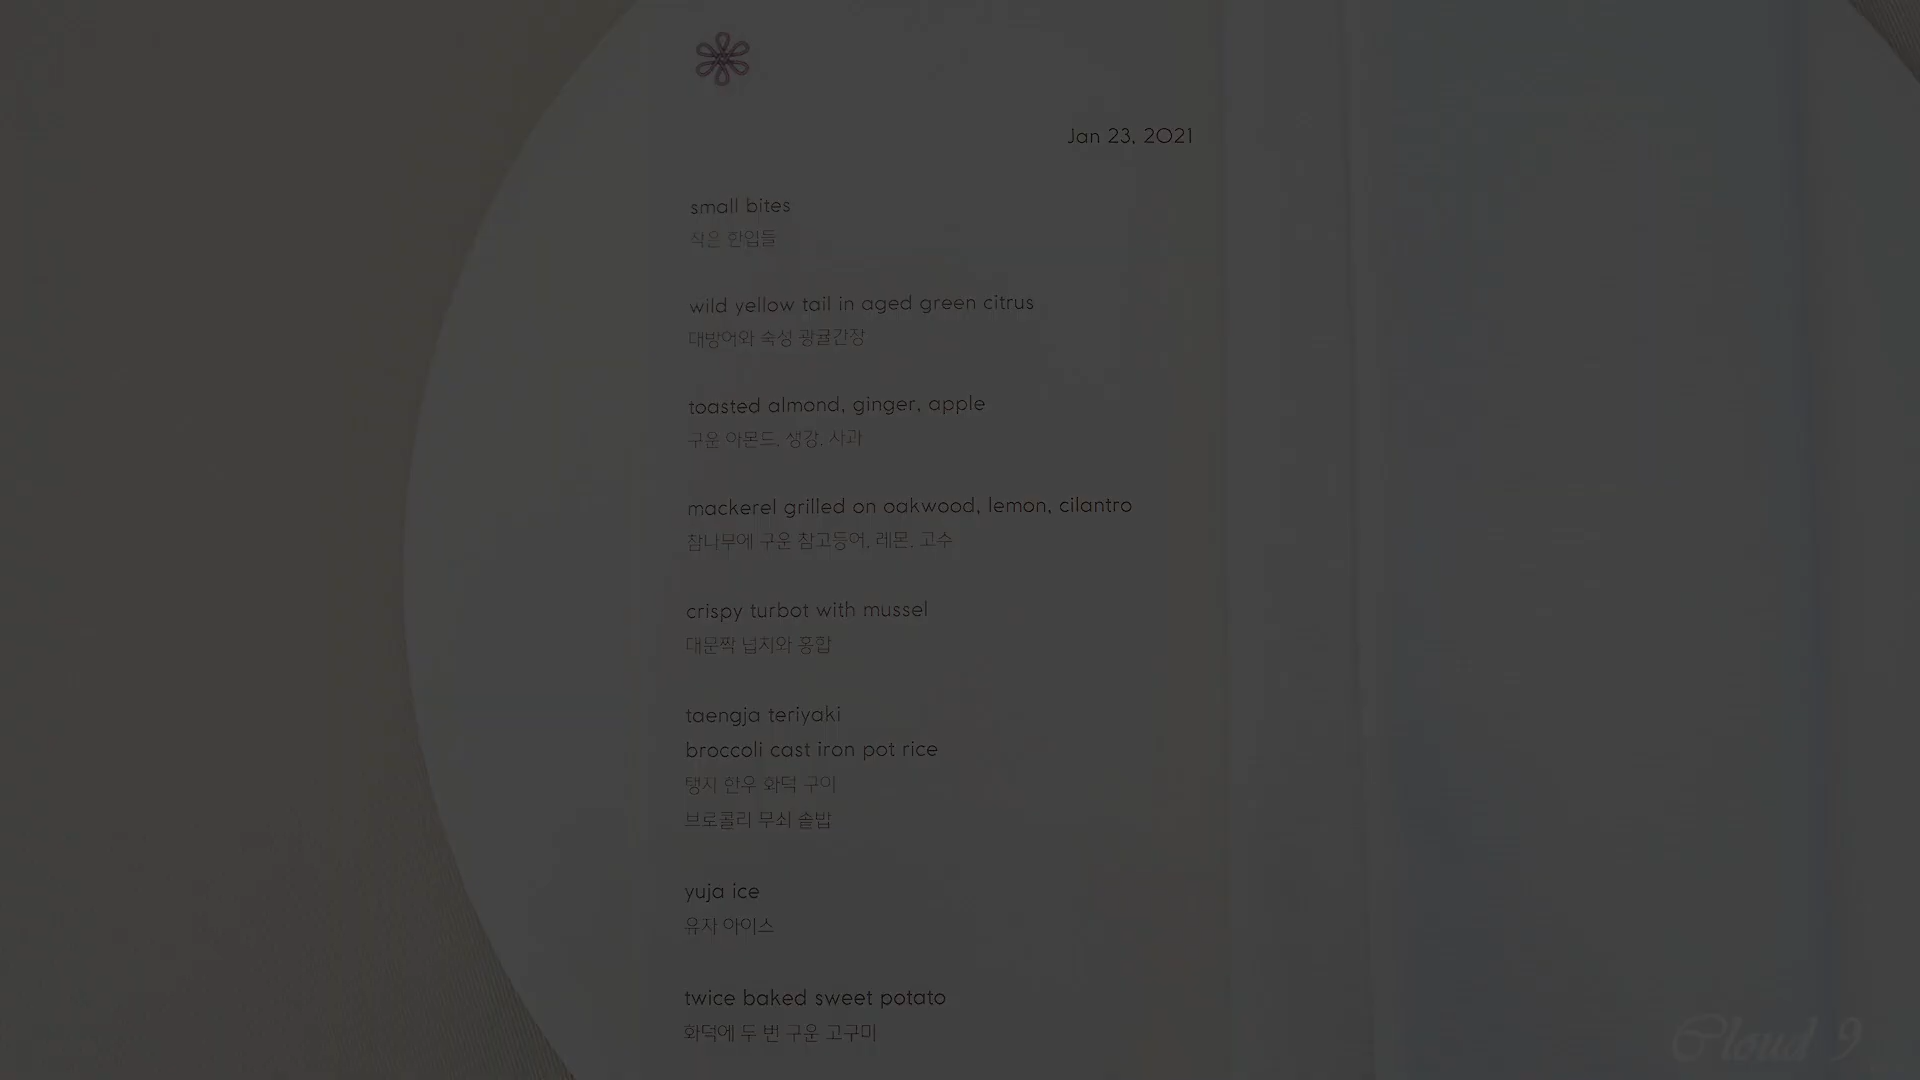 Jan 23, 2021
small bites
작은 한입들
wild yellow tail in aged green citrus
대방어와 숙성 광귤간장
toasted almond, ginger, apple
구운 아몬드, 생강, 사과
mackerel grilled on oakwood, lemon, cilantro
참나무에 구운 참고등어, 레몬, 고수
crispy turbot with mussel
대문짝 넙치와 홍합
taengja teriyaki
broccoli cast iron pot rice
탱자 한우 화덕 구이
브로콜리 무쇠 솥밥
yuja ice
유자 아이스
twice baked sweet potato
화덕에 두 번 구운 고구미
Cloud 9